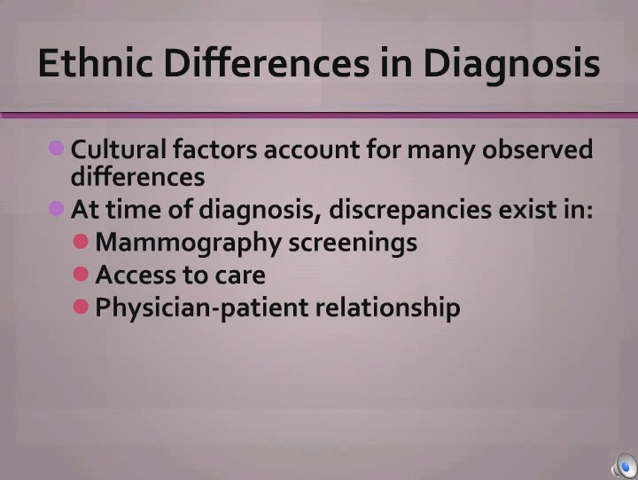 Ethnic Differences in Diagnosis
Cultural factors account for many observed
differences
At time of diagnosis, discrepancies exist in:
Mammography screenings
Access to care
Physician-patient relationship